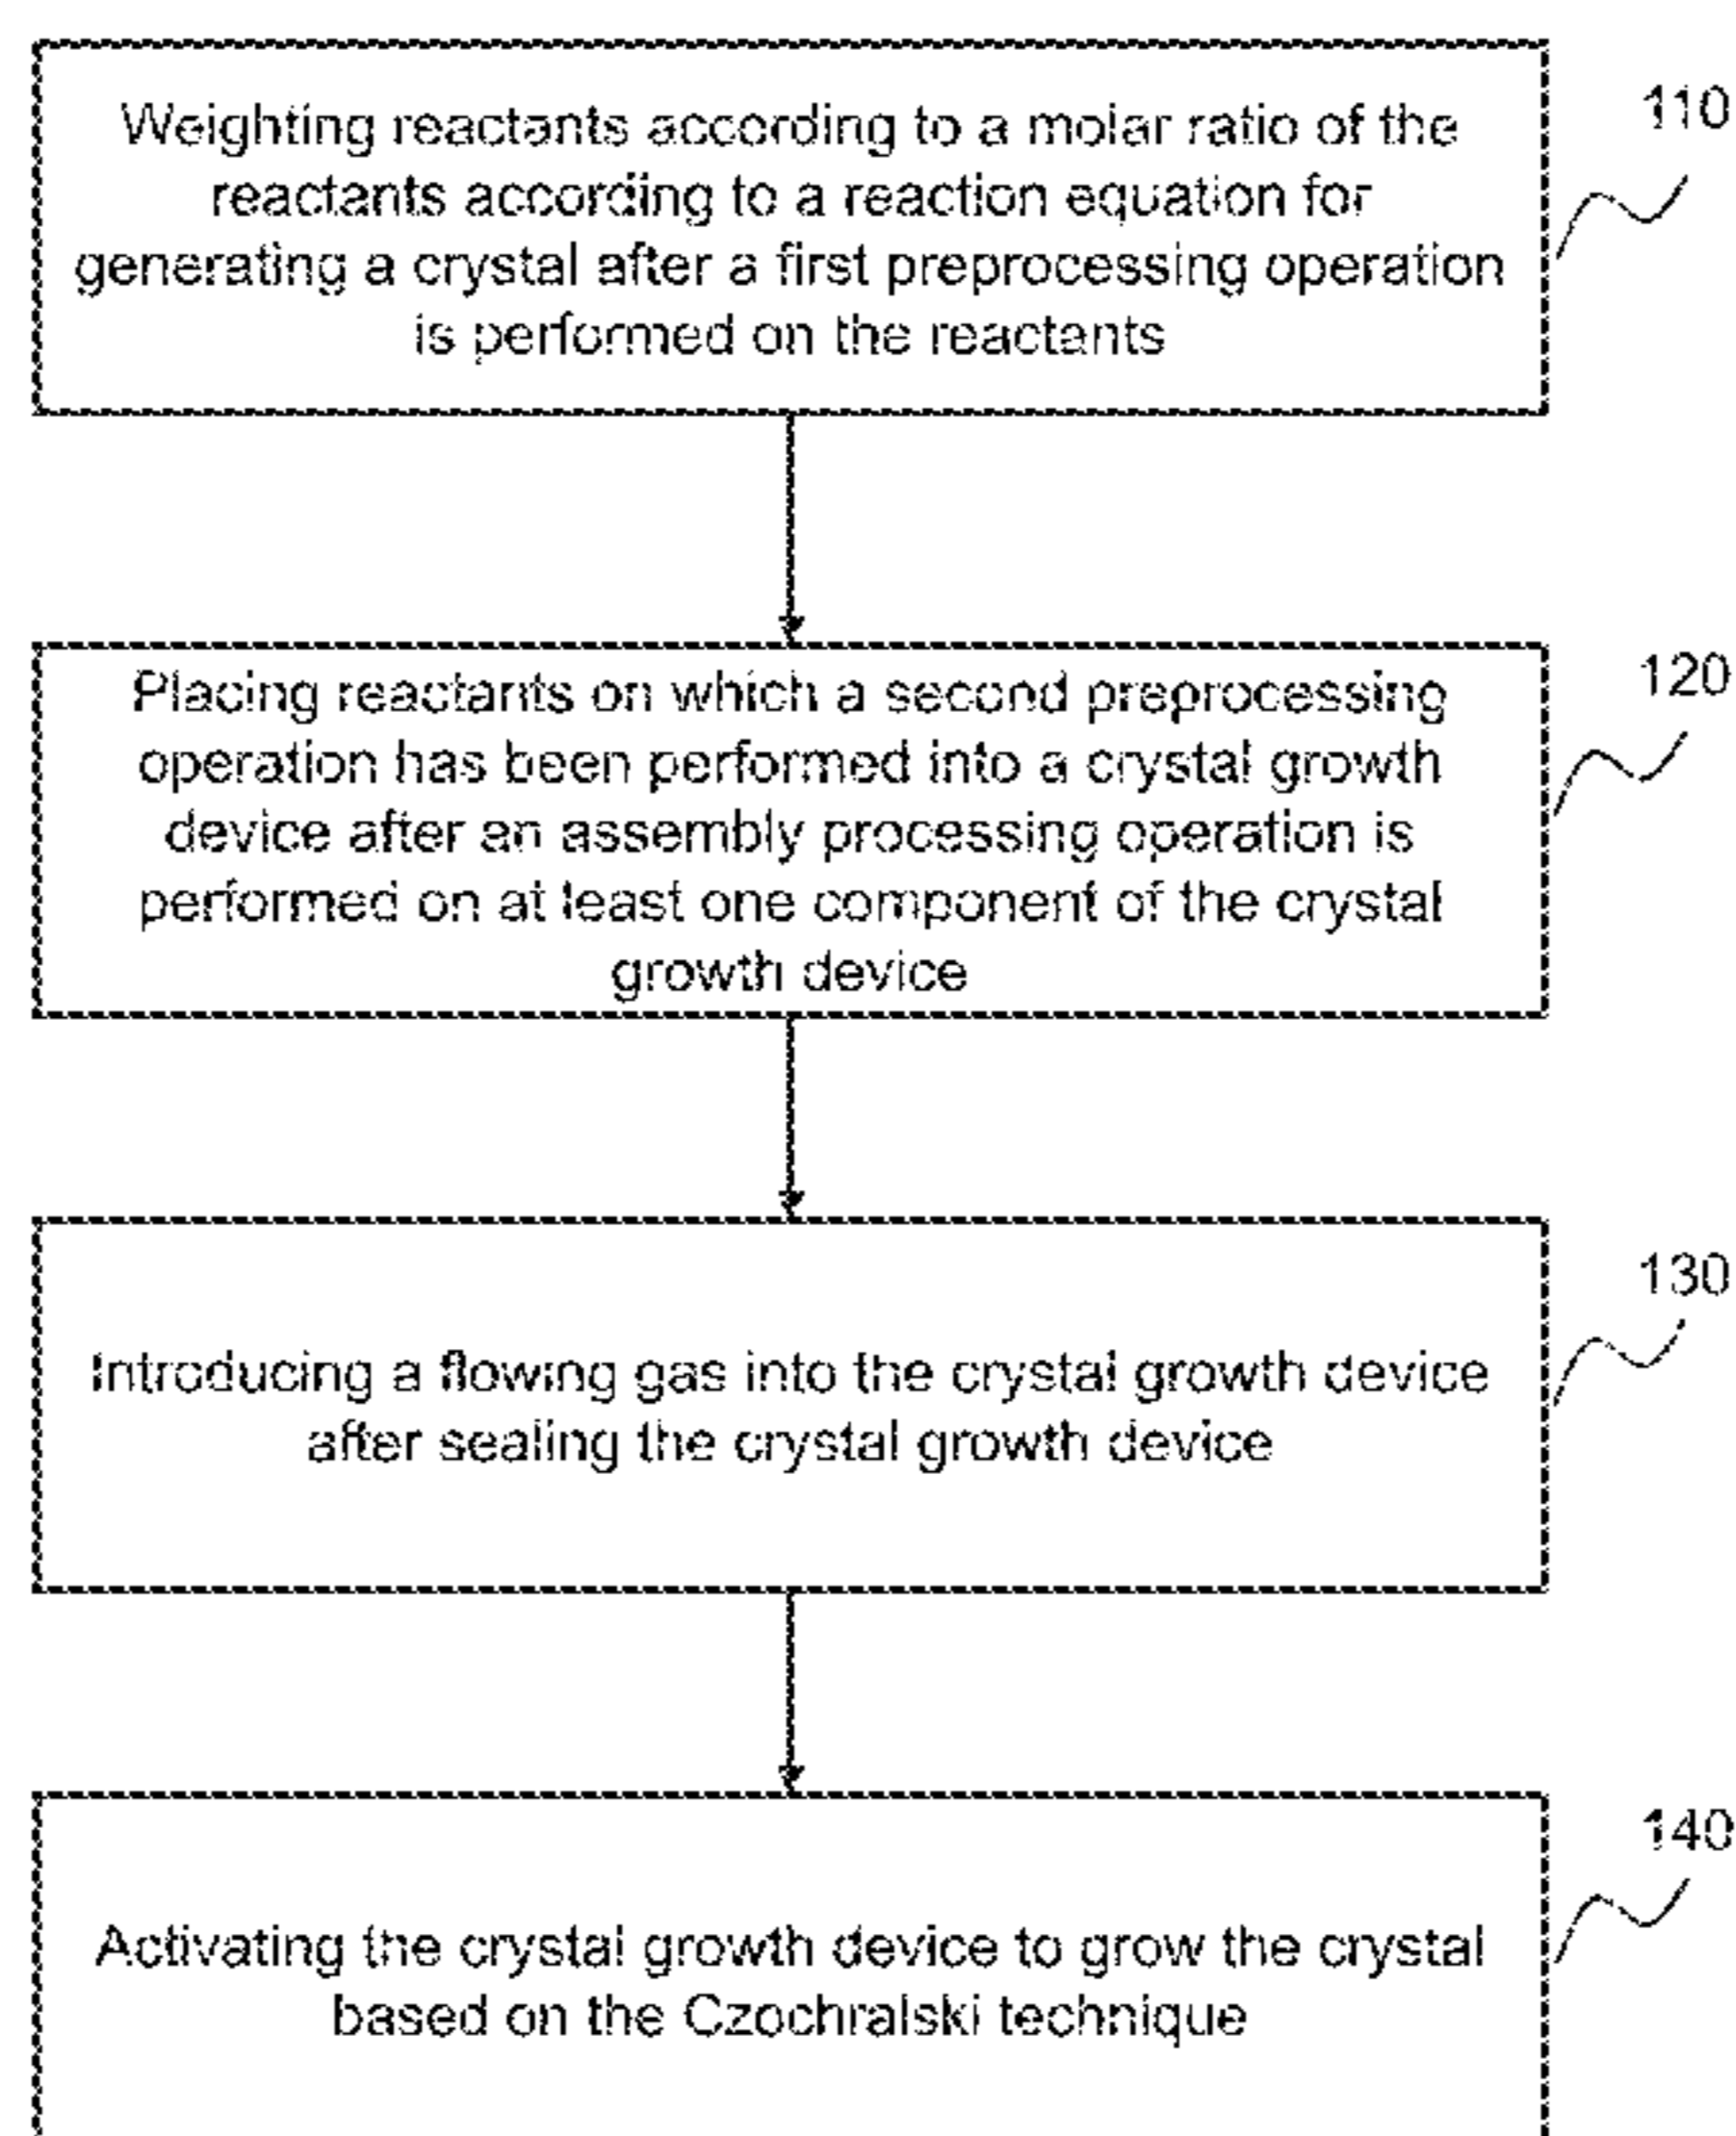 Weighting reactants according to a molar ratio of the
reactants according to a reaction equation for
generating a crystal after a first preprocessing operation
is performed on the reactants
110
Placing reactants on which a second preprocessing
operation has been performed into a crystal growth
device after an assembly processing operation is
performed on at least one component of the crystal
growth device
120
Introducing a flowing gas into the crystal growth device
after sealing the crystal growth device
130
Activating the crystal growth device to grow the crystal
based on the Czochralski technique
140